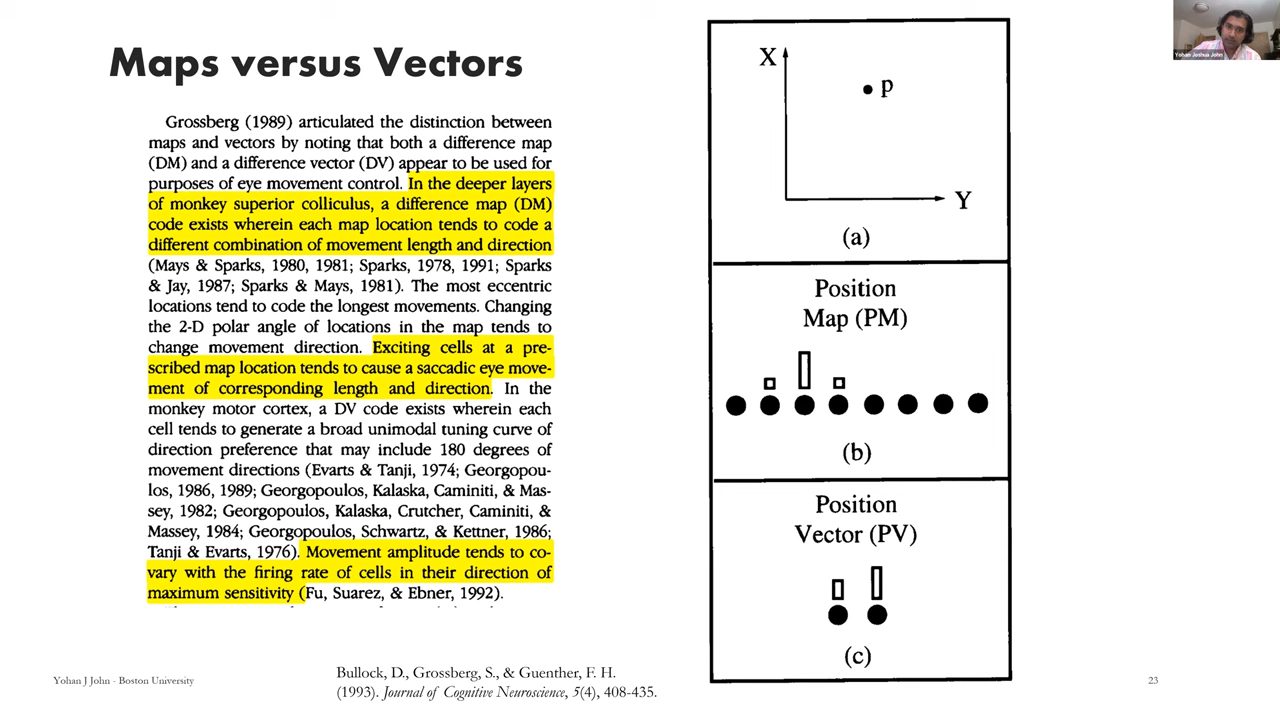 Maps versus Vectors
Grossberg (1989) articulated the distinction between
maps and vectors by noting that both a difference map
(DM) and a difference vector (DV) appear to be used for
purposes of eye movement control. In the deeper layers
of monkey superior colliculus, a difference map (DM)
code exists wherein each map location tends to code a
different combination of movement length and direction
(Mays & Sparks, 1980, 1981; Sparks, 1978, 1991; Sparks
& Jay, 1987; Sparks & Mays, 1981). The most eccentric
locations tend to code the longest movements. Changing
the 2-D polar angle of locations in the map tends to
change movement direction. Exciting cells at a pre-
scribed map location tends to cause a saccadic eye move-
ment of corresponding length and direction. In the
monkey motor cortex, a DV code exists wherein each
cell tends to generate a broad unimodal tuning curve of
direction preference that may include 180 degrees of
movement directions (Evarts & Tanji, 1974; Georgopou-
los, 1986, 1989; Georgopoulos, Kalaska, Caminiti, & Mas-
sey, 1982; Georgopoulos, Kalaska, Crutcher, Caminiti, &
Massey, 1984; Georgopoulos, Schwartz, & Kettner, 1986;
Tanji & Evarts, 1976). Movement amplitude tends to co-
vary with the firing rate of cells in their direction of
maximum sensitivity (Fu, Suarez, & Ebner, 1992).
X
p
Y
(a)
Position
Map (PM)
(b)
Position
Vector (PV)
(c)
Yohan J John - Boston University
Bullock, D., Grossberg, S., & Guenther, F. H.
(1993). Journal of Cognitive Neuroscience, 5(4), 408-435.
23
Yohan Joshua John